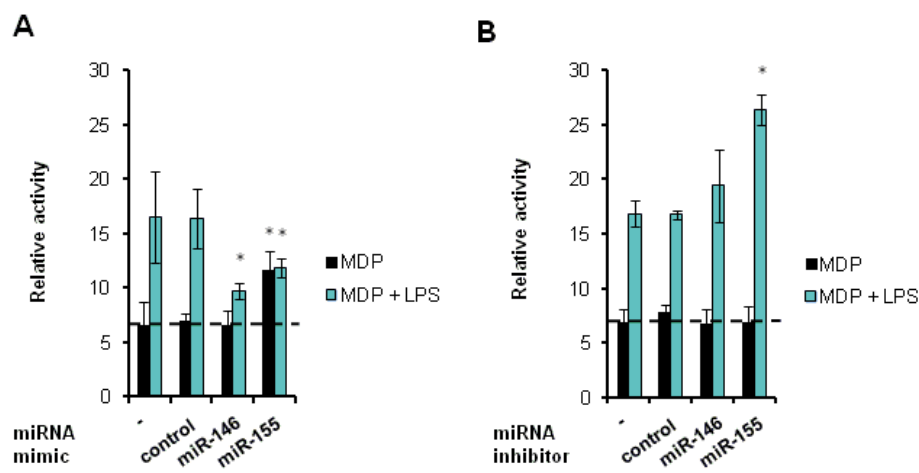 A
Relative activity
30
25
20
15
10
5
0
*
* *
MDP
MDP + LPS
miRNA
mimic
-
control
miR-146
miR-155
B
Relative activity
30
25
20
15
10
5
0
*
MDP
MDP + LPS
miRNA
inhibitor
-
control
miR-146
miR-155